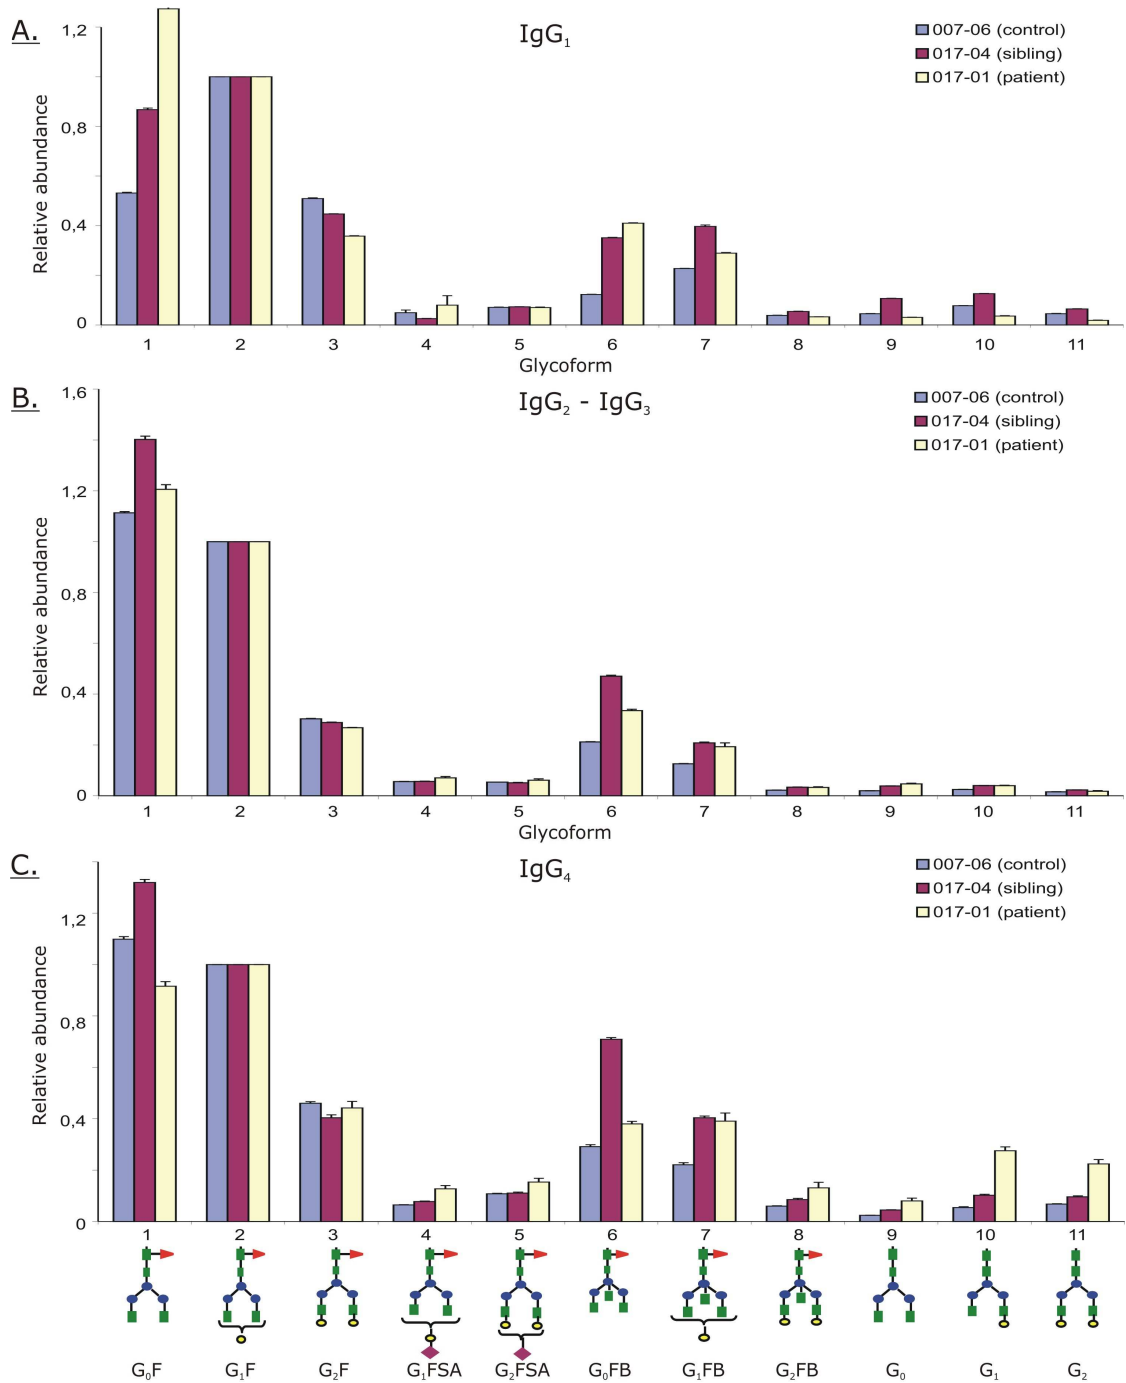 A.
IgG₁
007-06 (control)
017-04 (sibling)
017-01 (patient)
Relative abundance
1,2
0,8
0,4
0
1 2 3 4 5 6 7 8 9 10 11
Glycoform
B.
IgG₂ - IgG₃
007-06 (control)
017-04 (sibling)
017-01 (patient)
Relative abundance
1,6
1,2
0,8
0,4
0
1 2 3 4 5 6 7 8 9 10 11
Glycoform
C.
IgG₄
007-06 (control)
017-04 (sibling)
017-01 (patient)
Relative abundance
1,2
0,8
0,4
0
1 2 3 4 5 6 7 8 9 10 11
G₀F G₁F G₂F G₁FSA G₂FSA G₀FB G₁FB G₂FB G₀ G₁ G₂